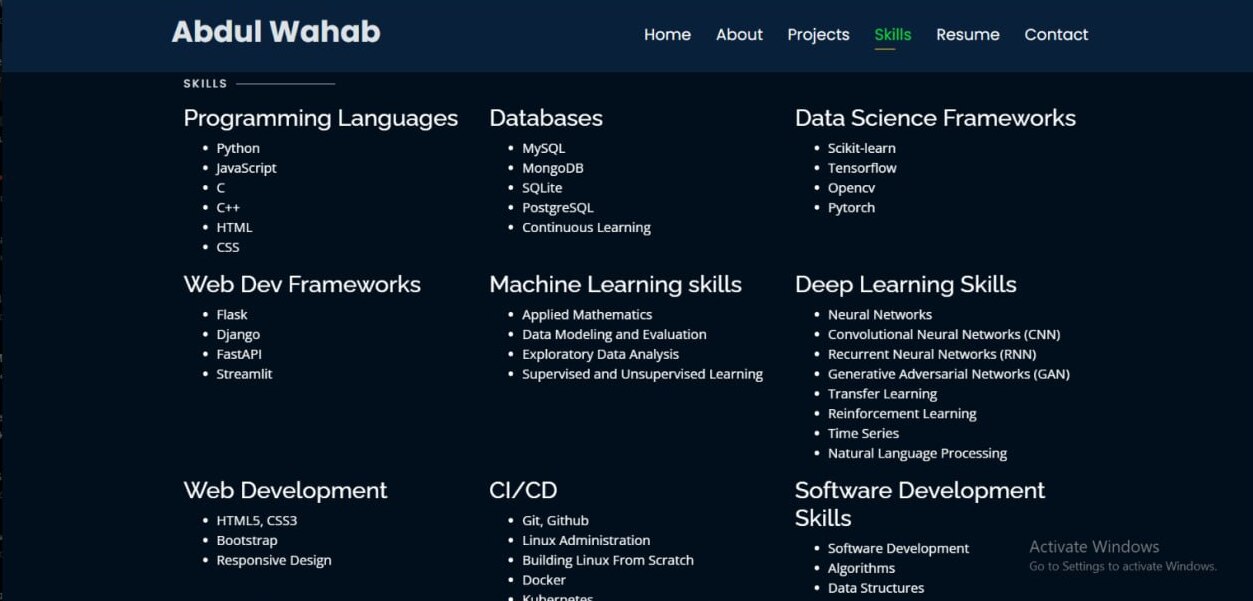 Abdul Wahab
Home About Projects Skills Resume Contact
SKILLS
Programming Languages
• Python
• JavaScript
• C
• C++
• HTML
• CSS
Databases
• MySQL
• MongoDB
• SQLite
• PostgreSQL
• Continuous Learning
Data Science Frameworks
• Scikit-learn
• Tensorflow
• Opencv
• Pytorch
Web Dev Frameworks
• Flask
• Django
• FastAPI
• Streamlit
Machine Learning skills
• Applied Mathematics
• Data Modeling and Evaluation
• Exploratory Data Analysis
• Supervised and Unsupervised Learning
Deep Learning Skills
• Neural Networks
• Convolutional Neural Networks (CNN)
• Recurrent Neural Networks (RNN)
• Generative Adversarial Networks (GAN)
• Transfer Learning
• Reinforcement Learning
• Time Series
• Natural Language Processing
Web Development
• HTML5, CSS3
• Bootstrap
• Responsive Design
CI/CD
• Git, Github
• Linux Administration
• Building Linux From Scratch
• Docker
• Kubernetes
Software Development
Skills
• Software Development
• Algorithms
• Data Structures
Activate Windows
Go to Settings to activate Windows.